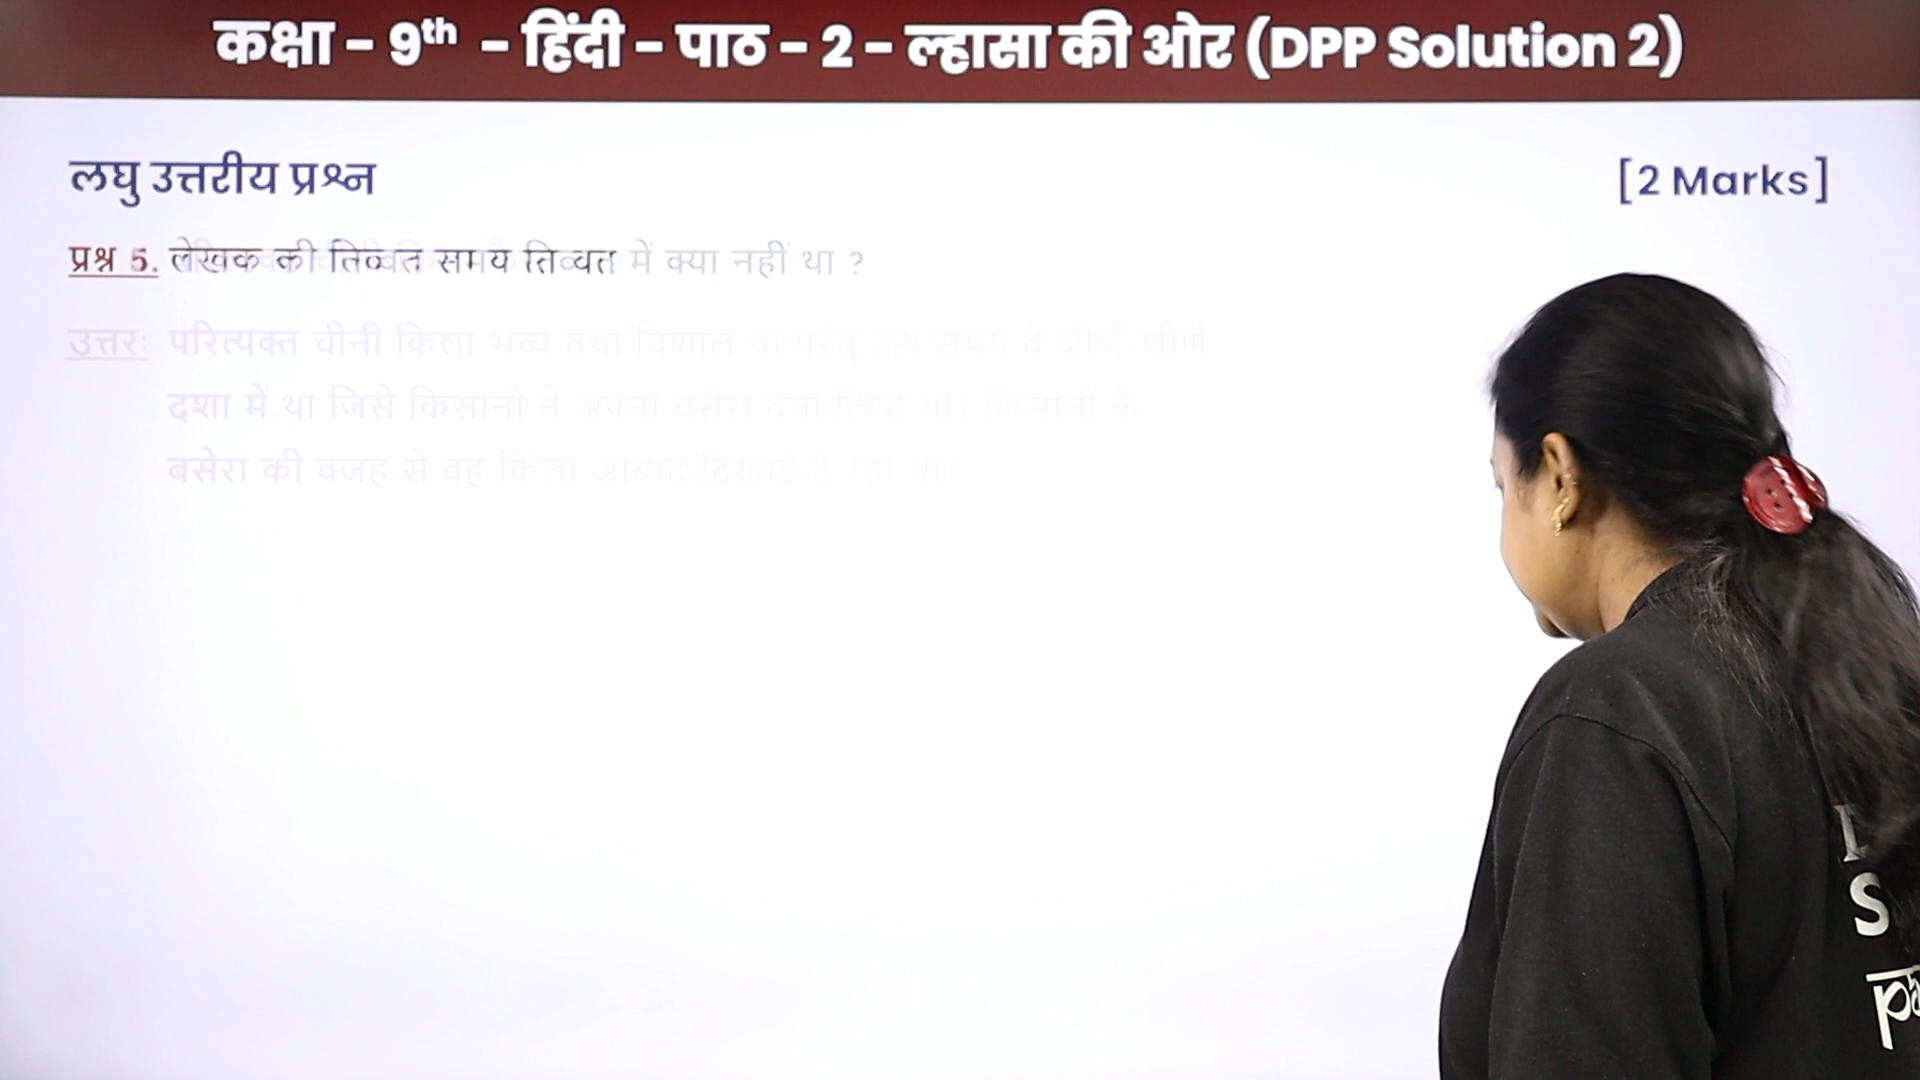 कक्षा - 9th - हिंदी - पाठ - 2 - ल्हासा की ओर (DPP Solution 2)
लघु उत्तरीय प्रश्न [2 Marks]
प्रश्न 5. लेखक की तिब्बत समय तिब्बत में क्या नहीं था ?
उत्तरः परित्यक्त चीनी किला भव्य तथा विशाल था परंतु उस समय वे जीर्ण-शीर्ण
दशा में था जिसे किसानो ने अपना बसेरा बना लिया था। किसानो के
बसेरा की वजह से वह किला आबाद दिखाई दे रहा था।
S